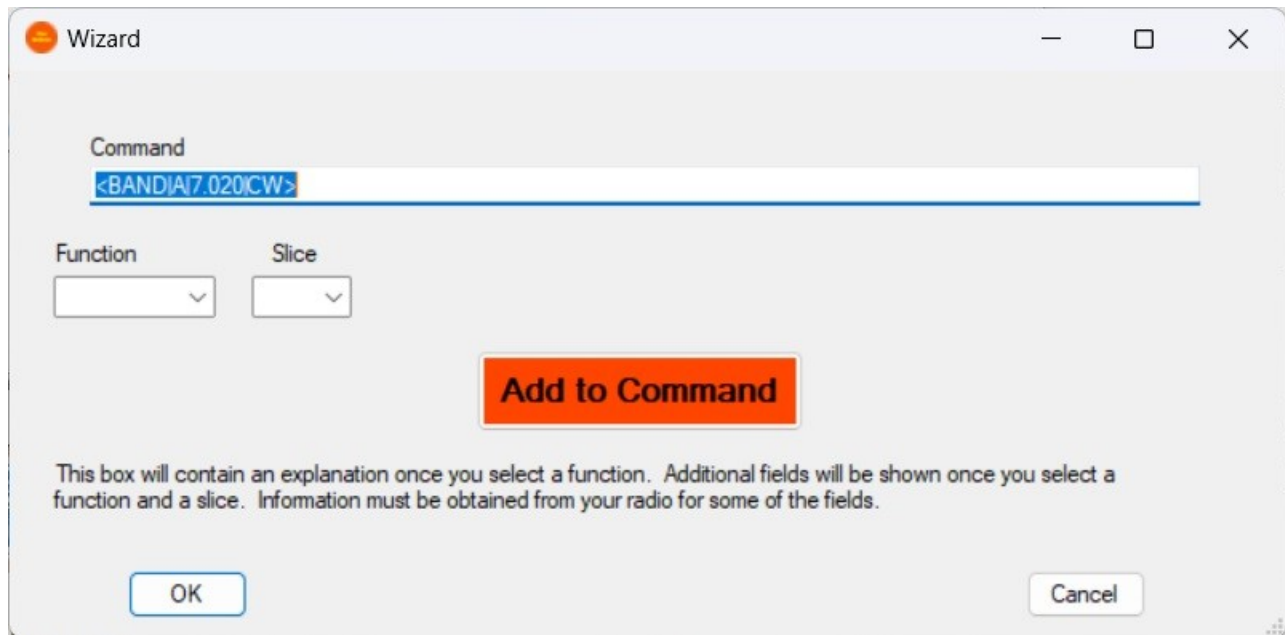 Wizard
Command
<BAND|A|7.020|CW>
Function Slice
Add to Command
This box will contain an explanation once you select a function. Additional fields will be shown once you select a
function and a slice. Information must be obtained from your radio for some of the fields.
OK Cancel